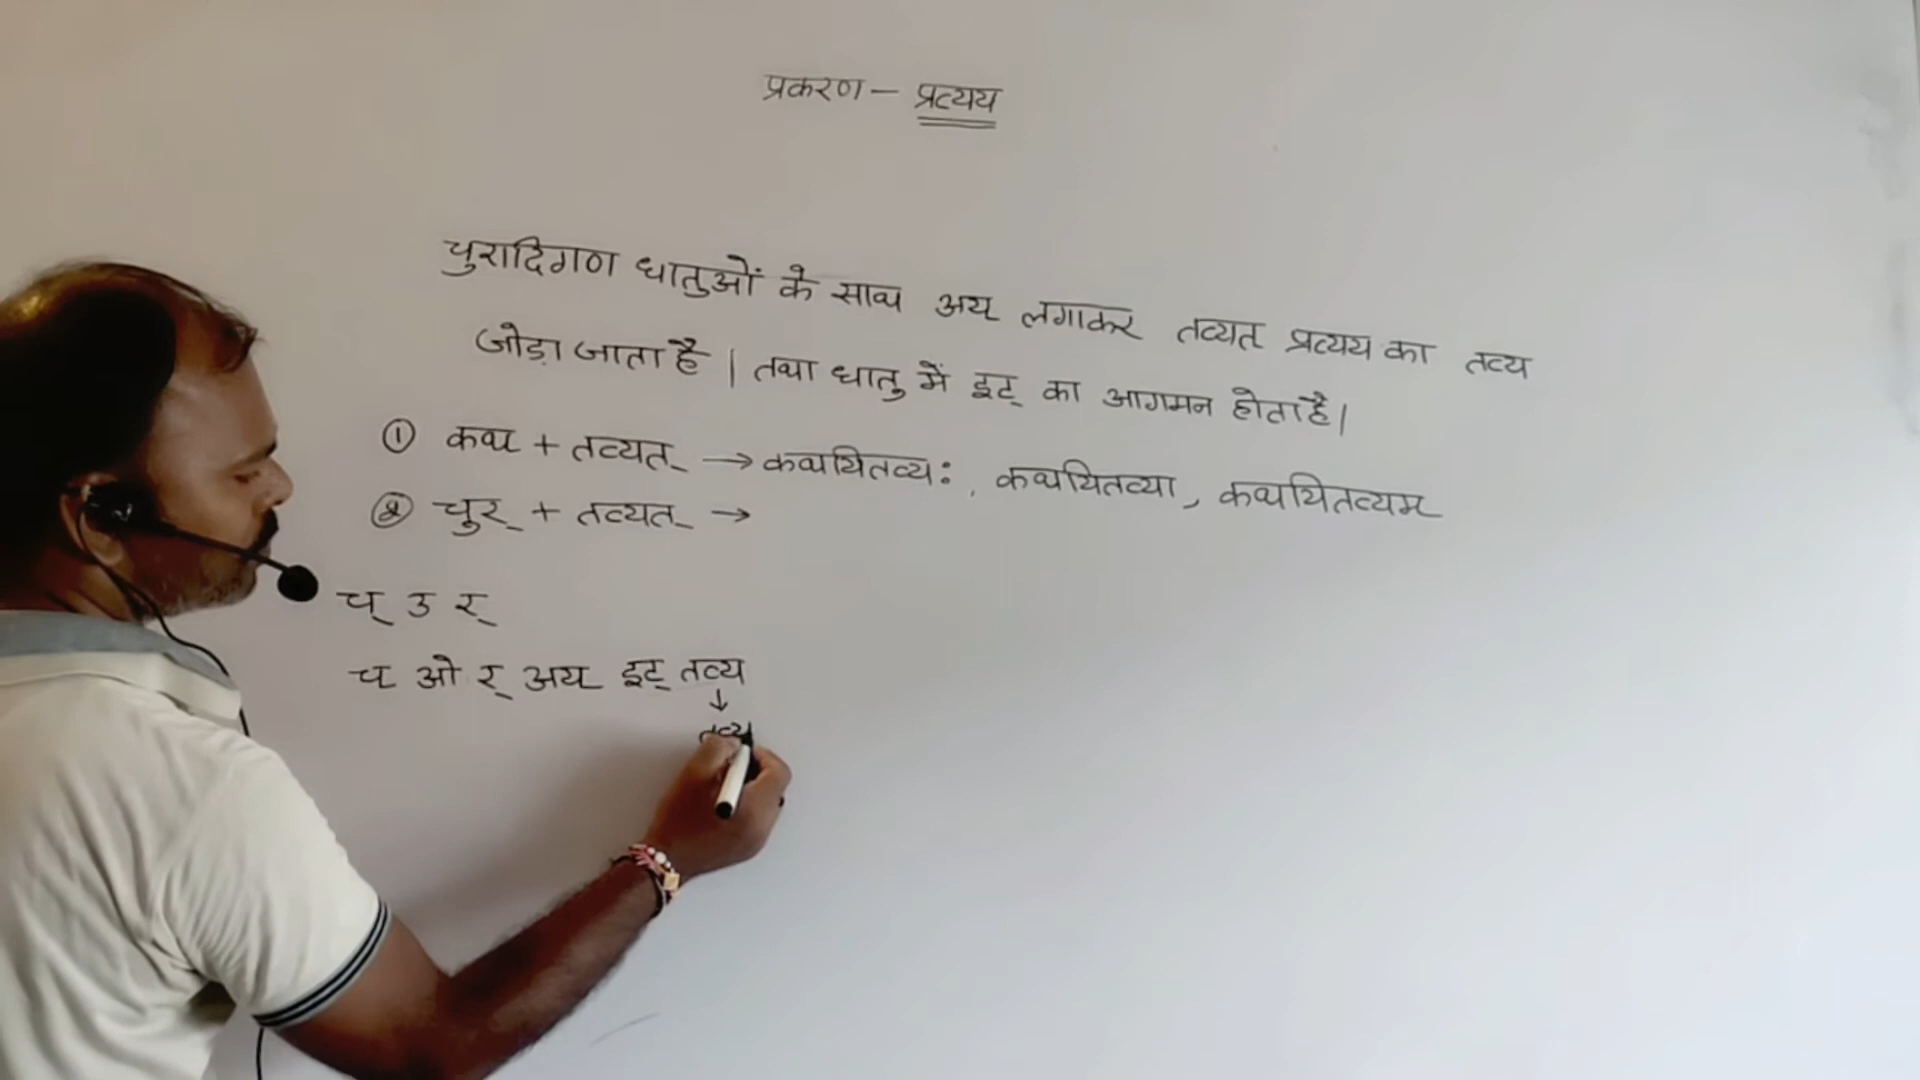 प्रकरण — प्रत्यय
चुरादिगण धातुओं के साथ अय् लगाकर तव्यत् प्रत्यय का तव्य
जोड़ा जाता है । तथा धातु में इट् का आगमन होता है ।
① कथ् + तव्यत् → कथयितव्यः, कथयितव्या, कथयितव्यम्
② चुर् + तव्यत् →
च् उ र्
च् ओ र् अय् इट् तव्य
↓
तव्य